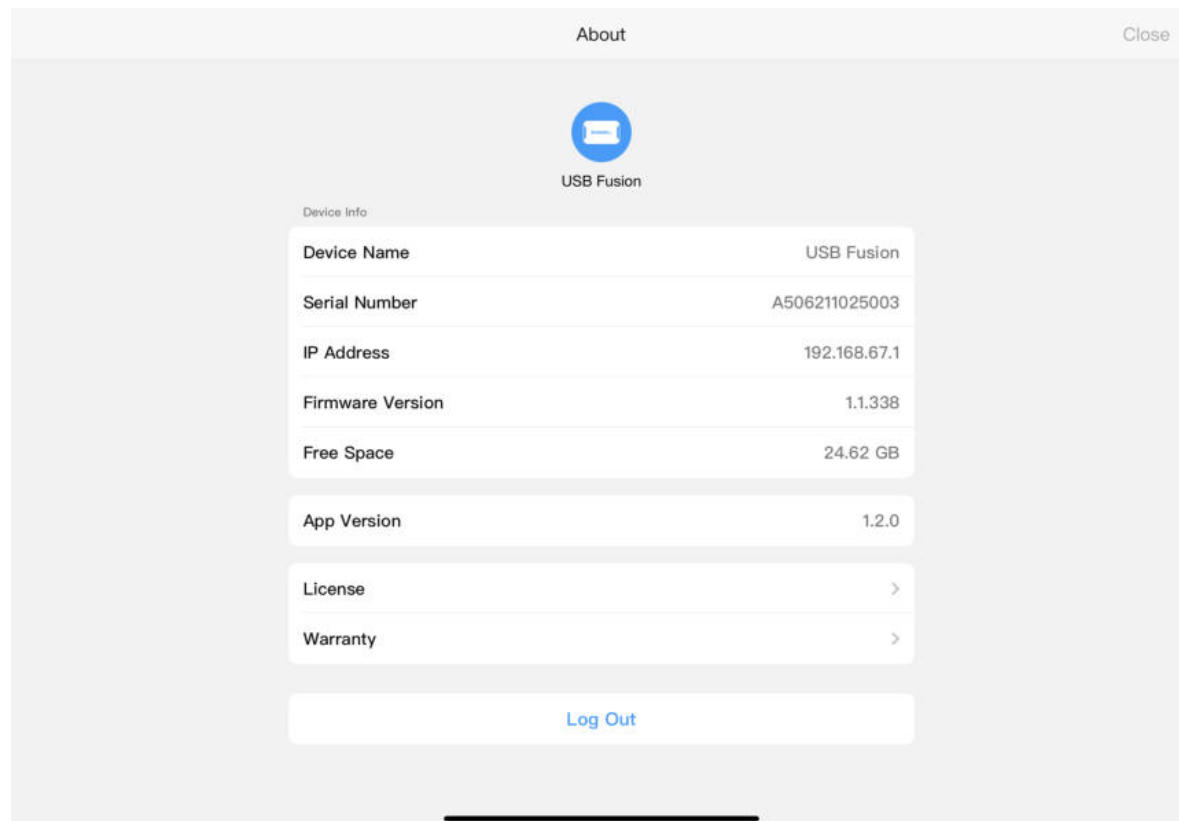 About
Close
USB Fusion
Device Info
Device Name USB Fusion
Serial Number A506211025003
IP Address 192.168.67.1
Firmware Version 1.1.338
Free Space 24.62 GB
App Version 1.2.0
License
Warranty
Log Out